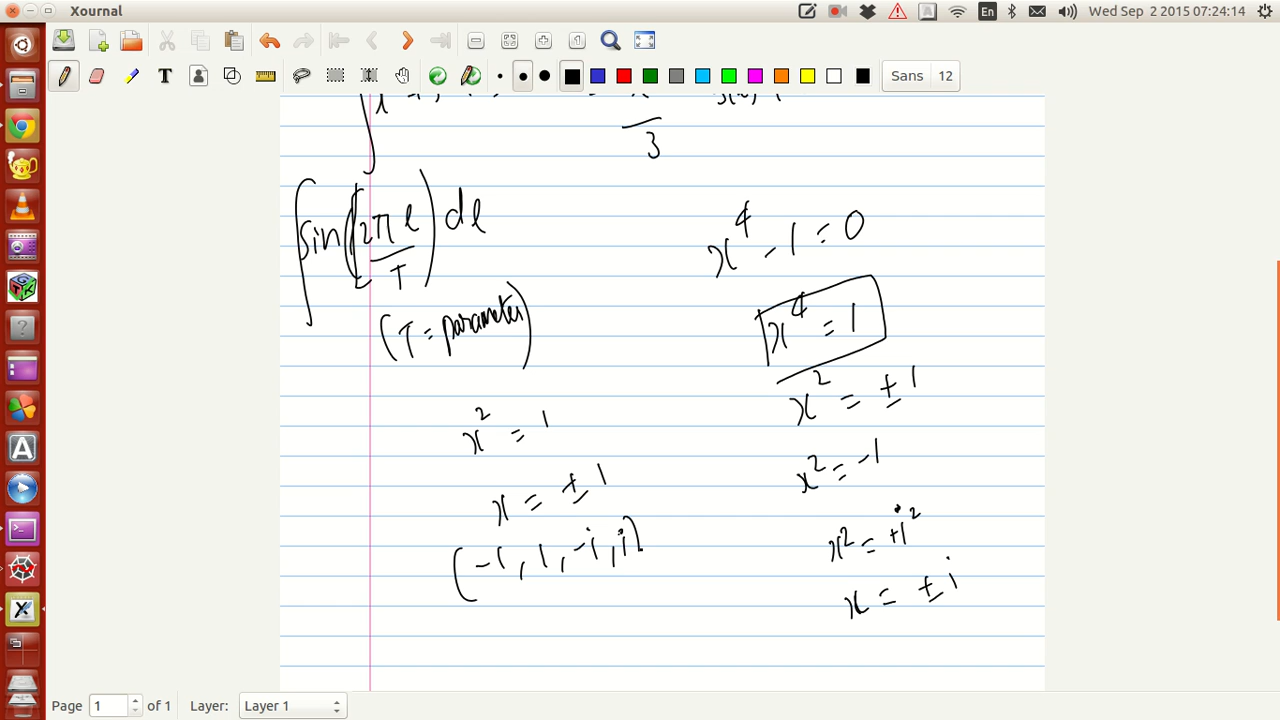 Xournal
En
Wed Sep 2 2015 07:24:14
T
Sans 12
3
∫ sin(2πl/T) dl
(T = parameter)
x² = 1
x = ±1
(-1, 1, -i, i)
x⁴ - 1 = 0
x⁴ = 1
x² = ±1
x² = -1
x² = +i²
x = ±i
Page 1 of 1 Layer: Layer 1